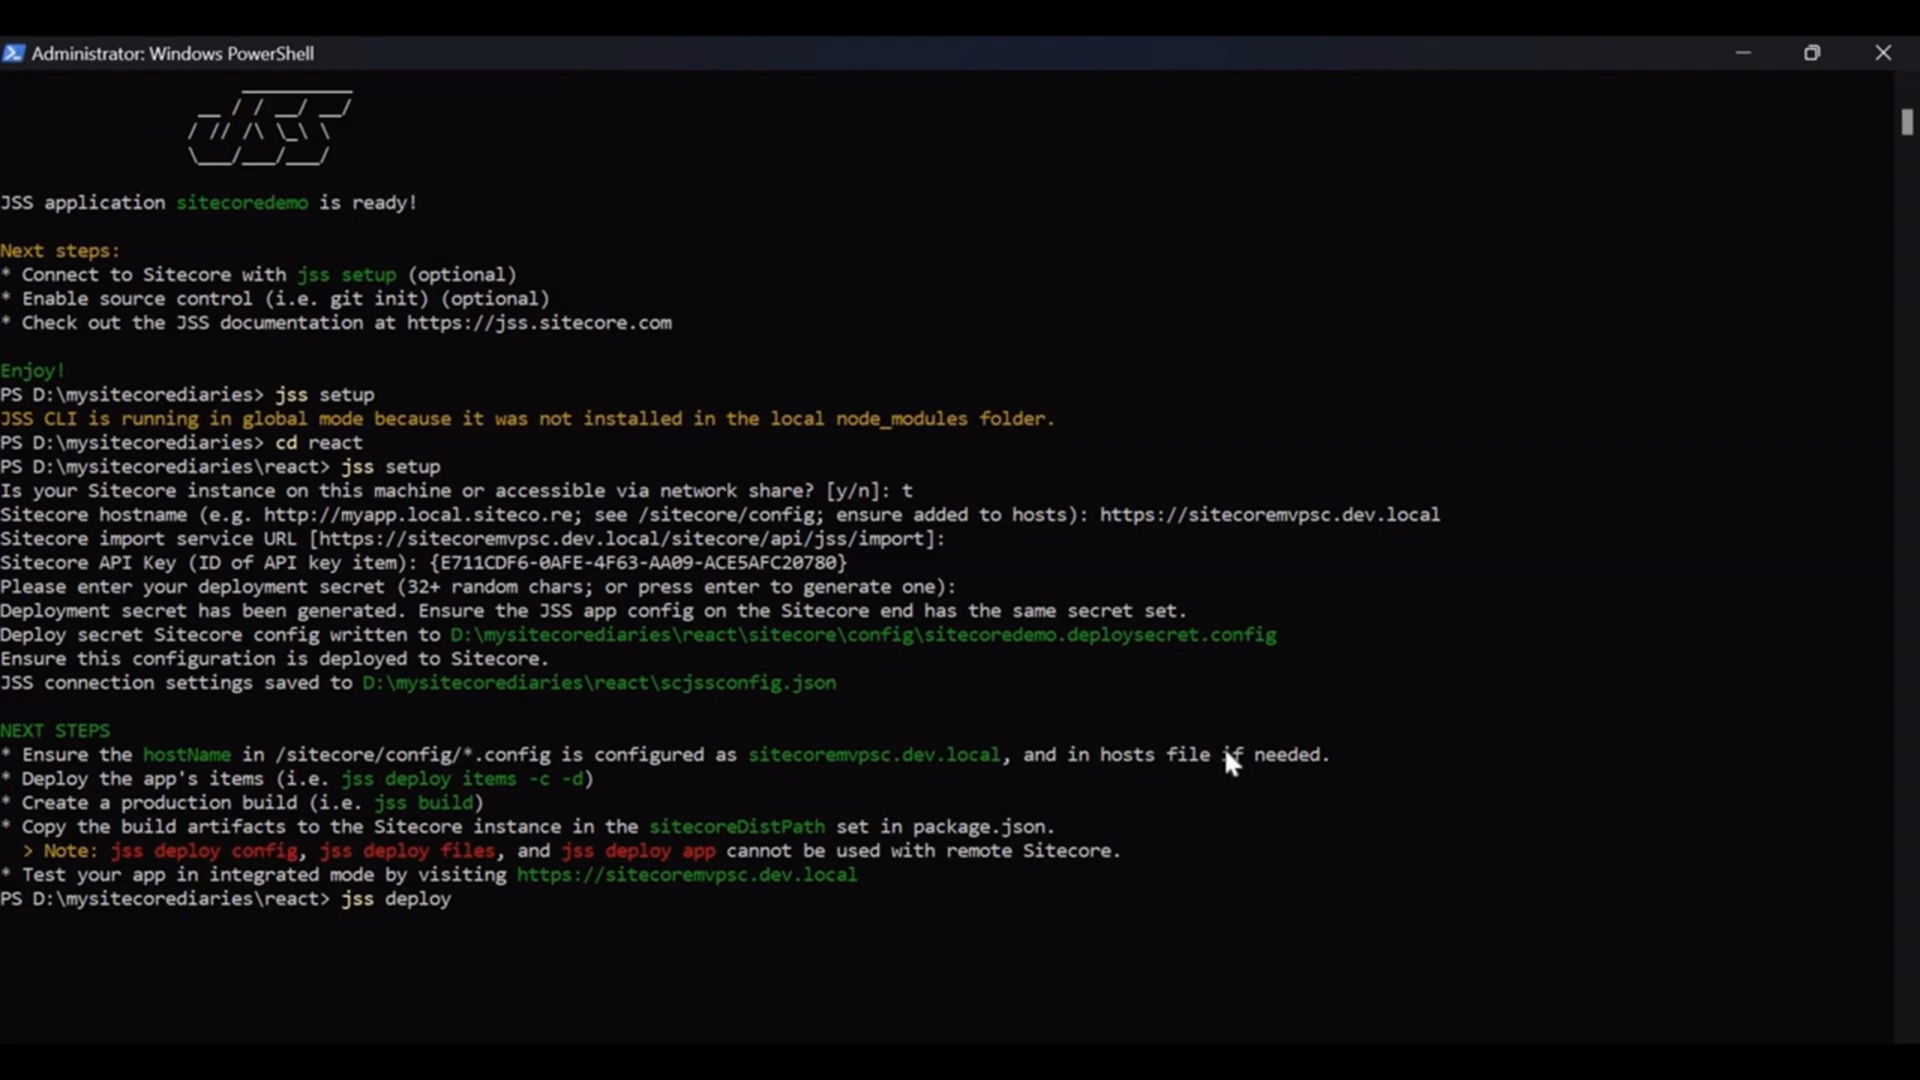 Administrator: Windows PowerShell
JSS application sitecoredemo is ready!
Next steps:
* Connect to Sitecore with jss setup (optional)
* Enable source control (i.e. git init) (optional)
* Check out the JSS documentation at https://jss.sitecore.com
Enjoy!
PS D:\mysitecorediaries> jss setup
JSS CLI is running in global mode because it was not installed in the local node_modules folder.
PS D:\mysitecorediaries> cd react
PS D:\mysitecorediaries\react> jss setup
Is your Sitecore instance on this machine or accessible via network share? [y/n]: t
Sitecore hostname (e.g. http://myapp.local.siteco.re; see /sitecore/config; ensure added to hosts): https://sitecoremvpsc.dev.local
Sitecore import service URL [https://sitecoremvpsc.dev.local/sitecore/api/jss/import]:
Sitecore API Key (ID of API key item): {E711CDF6-0AFE-4F63-AA09-ACE5AFC20780}
Please enter your deployment secret (32+ random chars; or press enter to generate one):
Deployment secret has been generated. Ensure the JSS app config on the Sitecore end has the same secret set.
Deploy secret Sitecore config written to D:\mysitecorediaries\react\sitecore\config\sitecoredemo.deploysecret.config
Ensure this configuration is deployed to Sitecore.
JSS connection settings saved to D:\mysitecorediaries\react\scjssconfig.json
NEXT STEPS
* Ensure the hostName in /sitecore/config/*.config is configured as sitecoremvpsc.dev.local, and in hosts file if needed.
* Deploy the app's items (i.e. jss deploy items -c -d)
* Create a production build (i.e. jss build)
* Copy the build artifacts to the Sitecore instance in the sitecoreDistPath set in package.json.
> Note: jss deploy config, jss deploy files, and jss deploy app cannot be used with remote Sitecore.
* Test your app in integrated mode by visiting https://sitecoremvpsc.dev.local
PS D:\mysitecorediaries\react> jss deploy